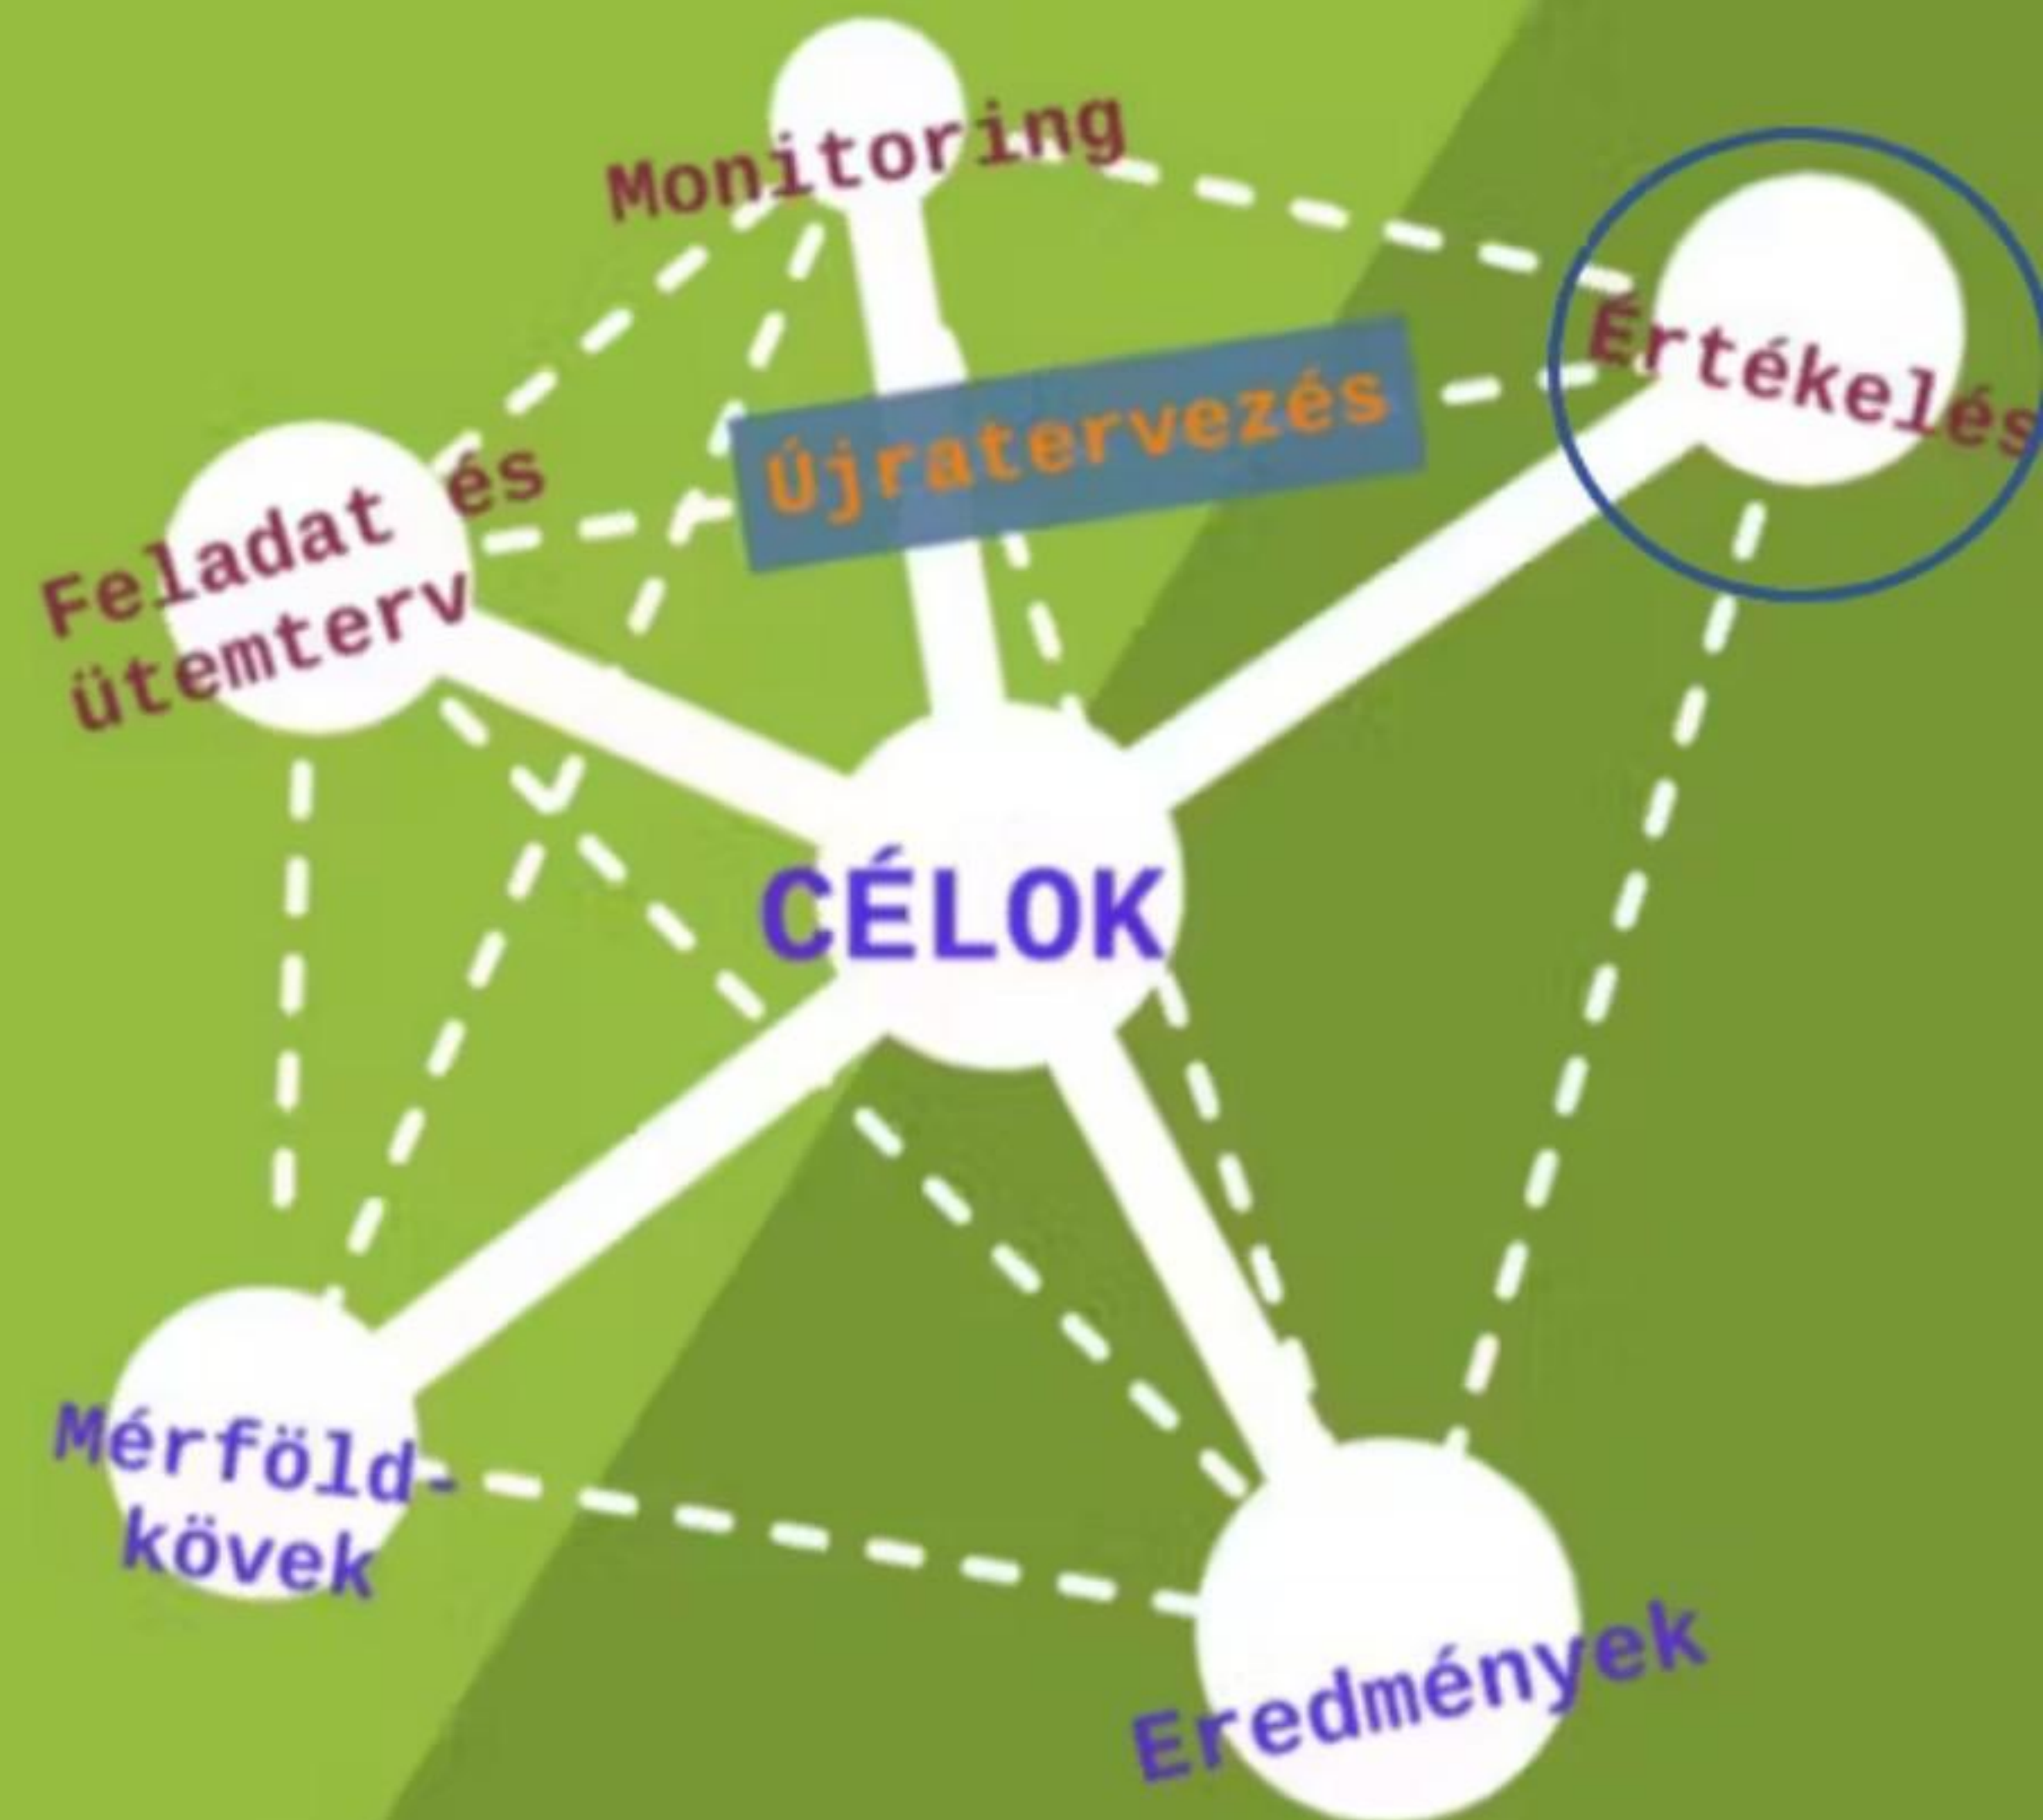 Monitoring
Értékelés
Újratervezés
Feladat és
ütemterv
CÉLOK
Mérföld-
kövek
Eredmények